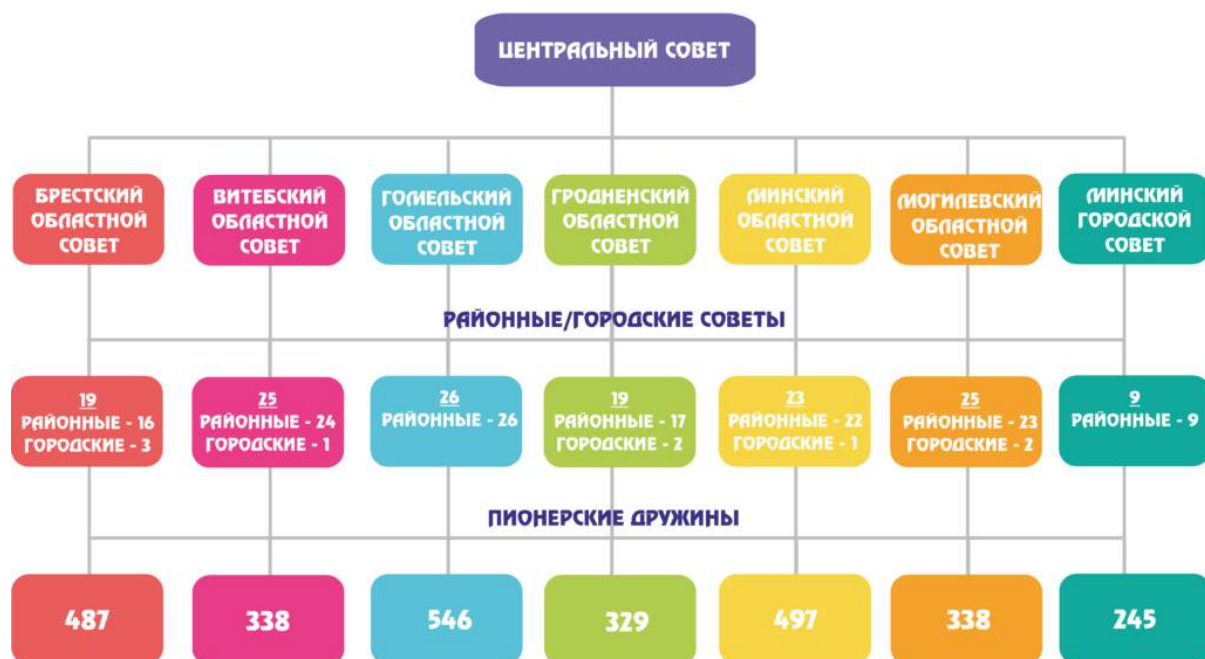 ЦЕНТРАЛЬНЫЙ СОВЕТ
БРЕСТСКИЙ
ОБЛАСТНОЙ
СОВЕТ
ВИТЕБСКИЙ
ОБЛАСТНОЙ
СОВЕТ
ГОМЕЛЬСКИЙ
ОБЛАСТНОЙ
СОВЕТ
ГРОДНЕНСКИЙ
ОБЛАСТНОЙ
СОВЕТ
МИНСКИЙ
ОБЛАСТНОЙ
СОВЕТ
МОГИЛЕВСКИЙ
ОБЛАСТНОЙ
СОВЕТ
МИНСКИЙ
ГОРОДСКОЙ
СОВЕТ
РАЙОННЫЕ/ГОРОДСКИЕ СОВЕТЫ
19
РАЙОННЫЕ - 16
ГОРОДСКИЕ - 3
25
РАЙОННЫЕ - 24
ГОРОДСКИЕ - 1
26
РАЙОННЫЕ - 26
19
РАЙОННЫЕ - 17
ГОРОДСКИЕ - 2
23
РАЙОННЫЕ - 22
ГОРОДСКИЕ - 1
25
РАЙОННЫЕ - 23
ГОРОДСКИЕ - 2
9
РАЙОННЫЕ - 9
ПИОНЕРСКИЕ ДРУЖИНЫ
487
338
546
329
497
338
245